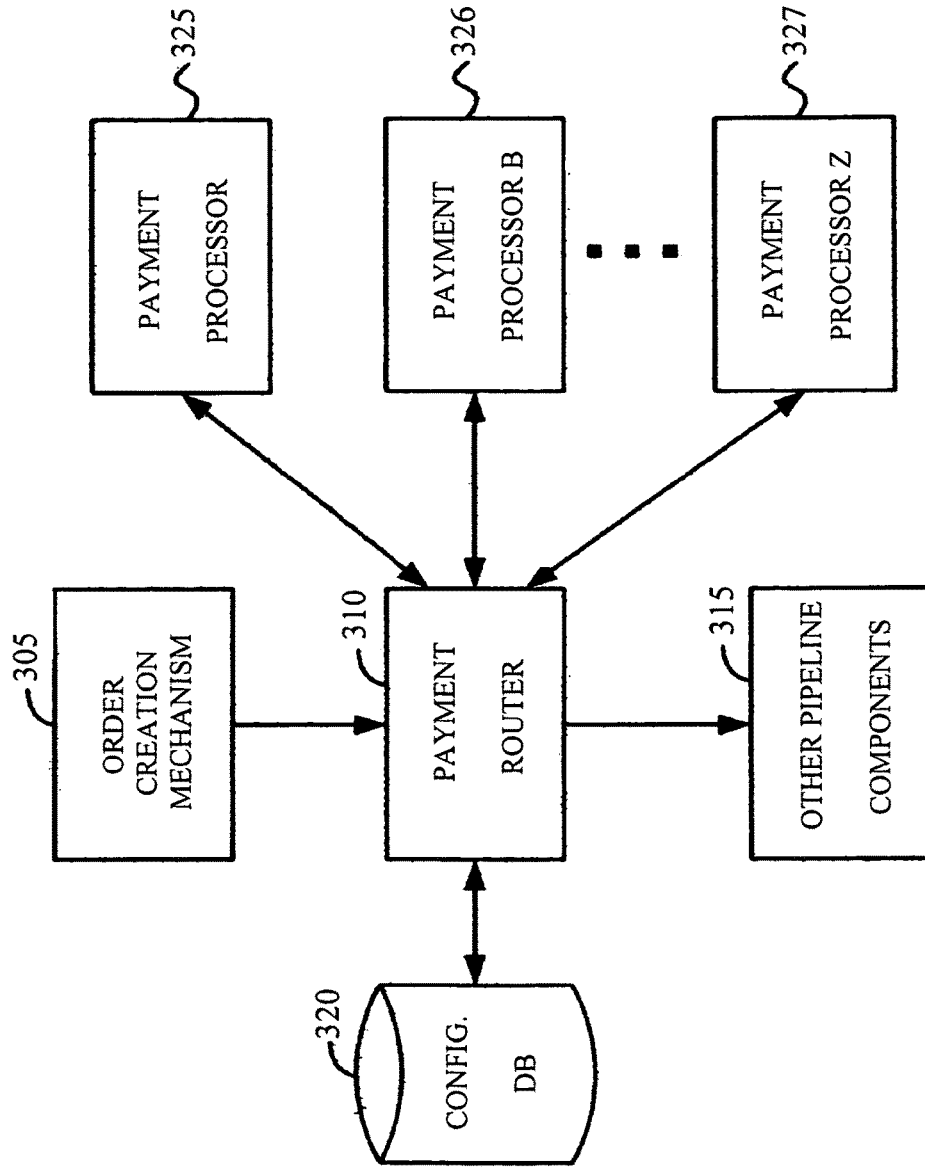 305
ORDER
CREATION
MECHANISM
320
CONFIG.
DB
310
PAYMENT
ROUTER
315
OTHER PIPELINE
COMPONENTS
325
PAYMENT
PROCESSOR
326
PAYMENT
PROCESSOR B
327
PAYMENT
PROCESSOR Z